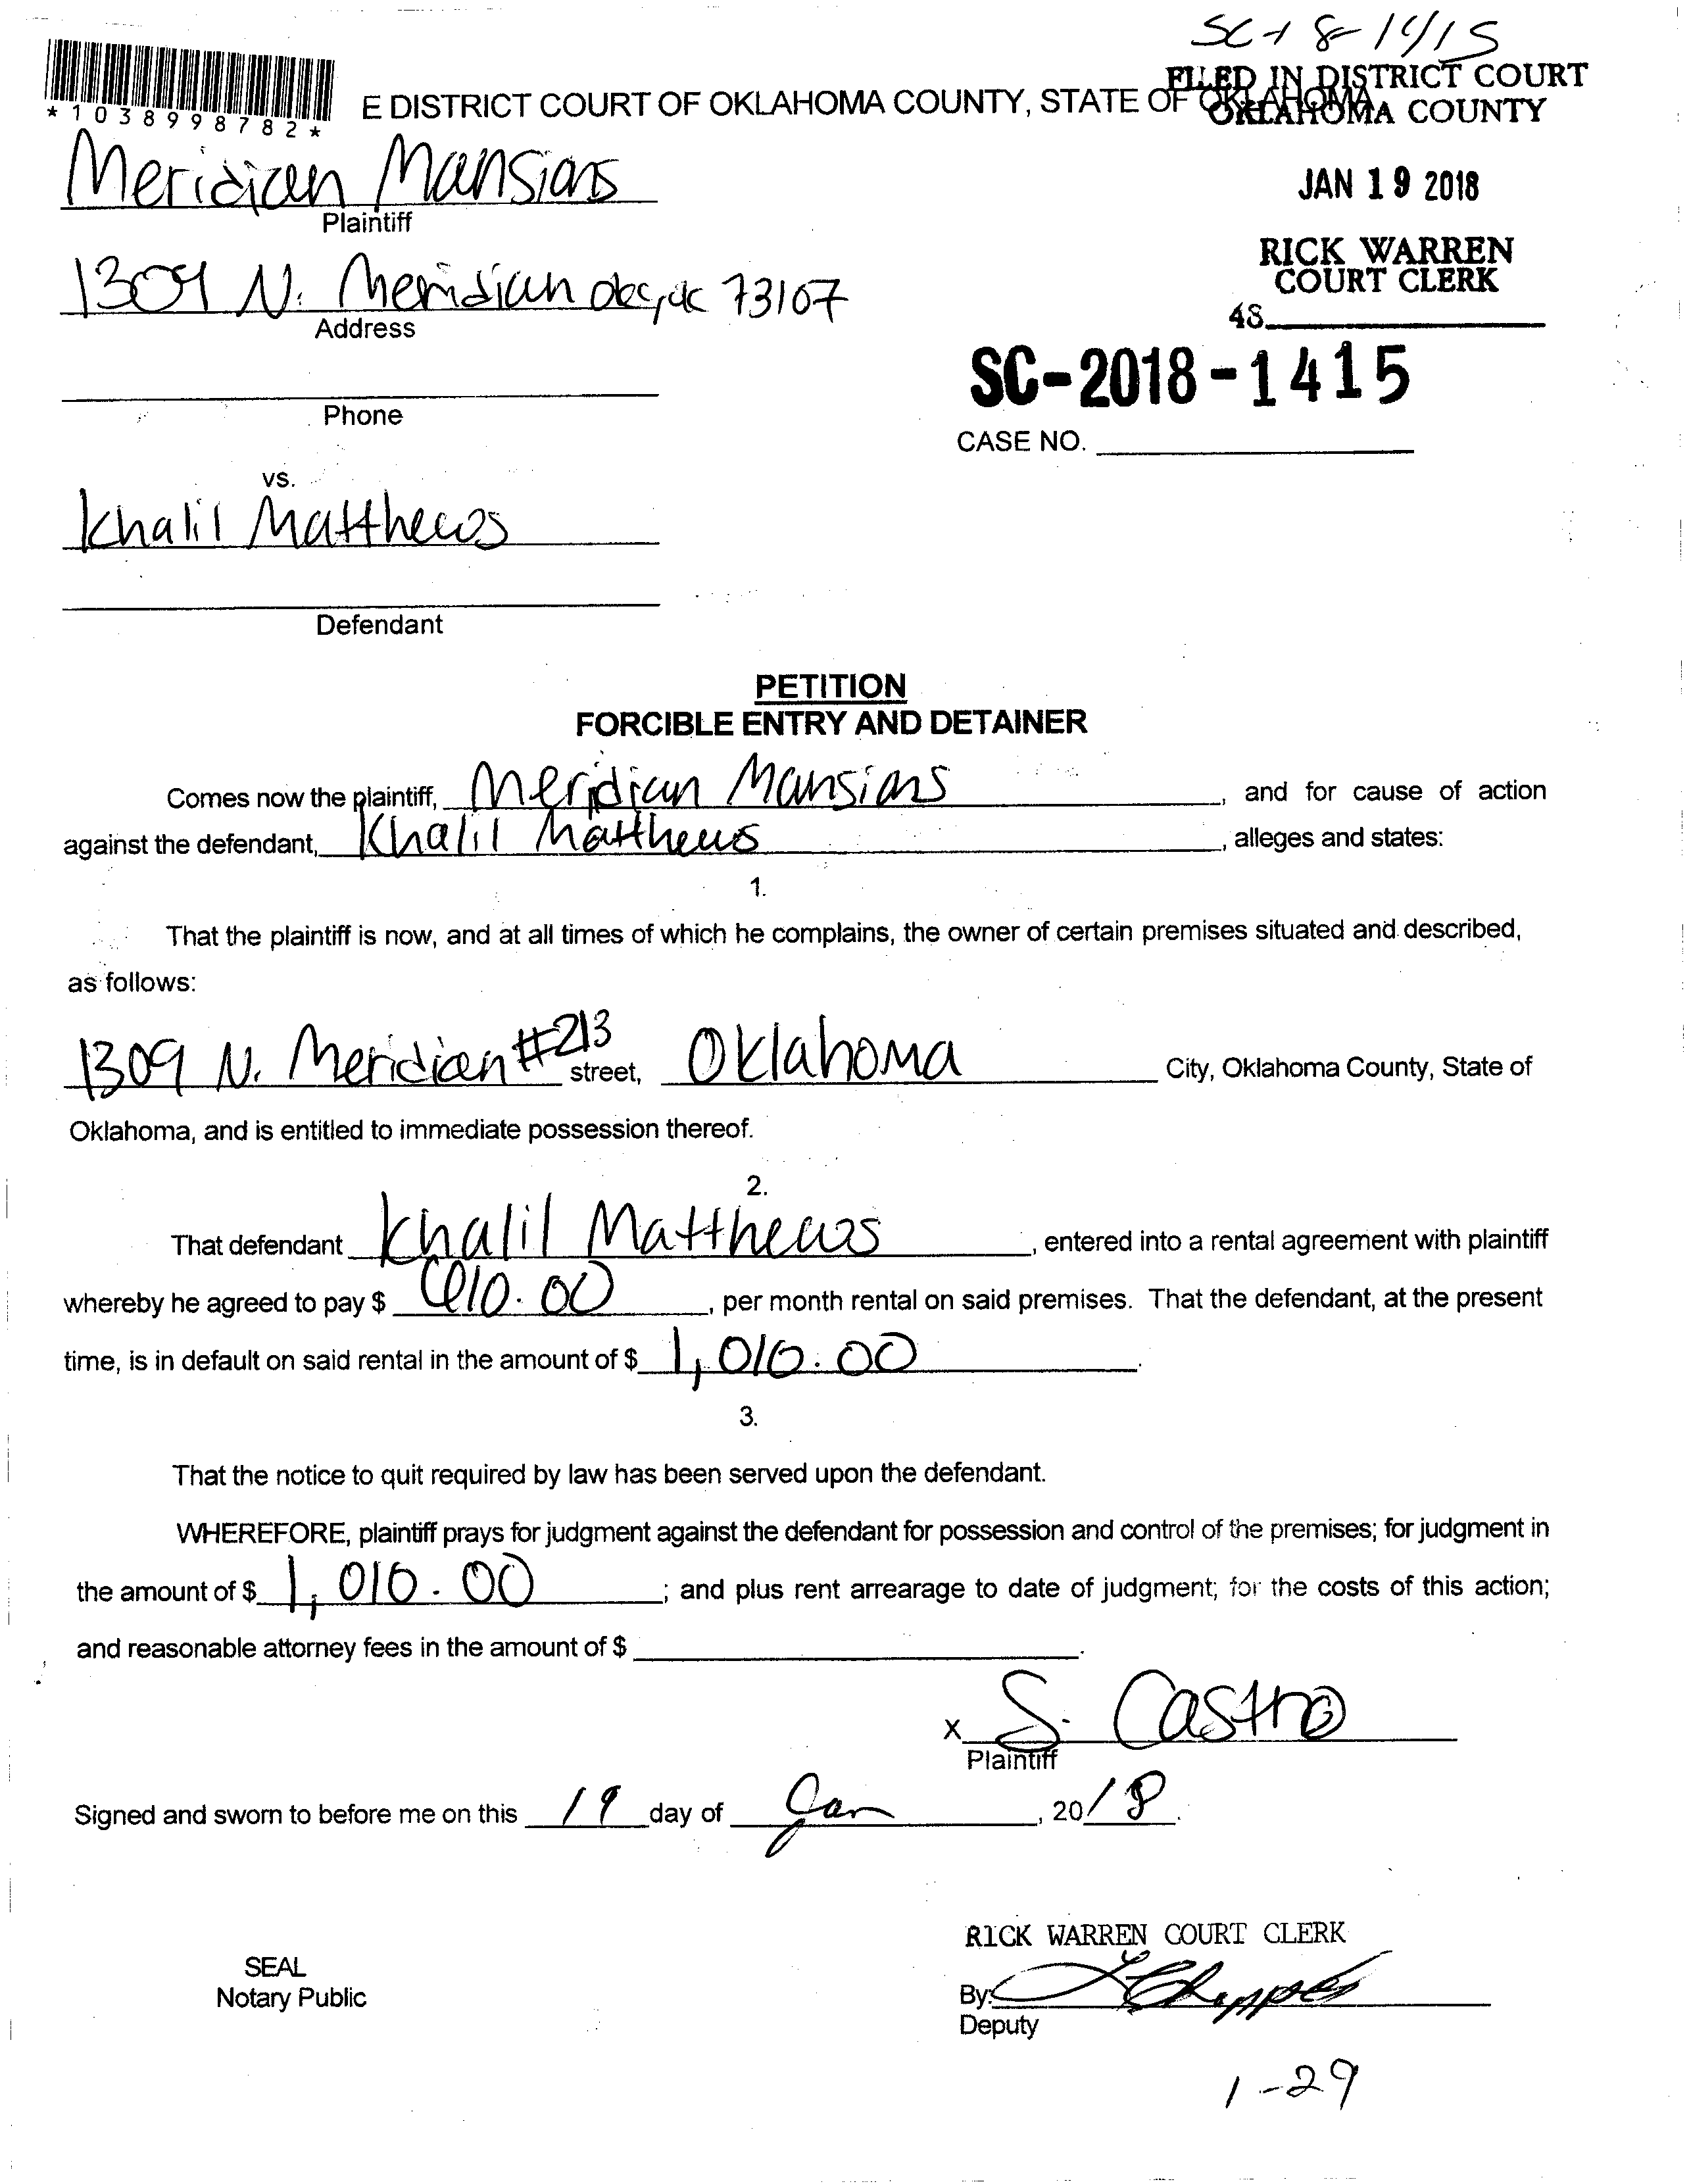 SC-18-1415
*1038998782*
E DISTRICT COURT OF OKLAHOMA COUNTY, STATE OF OKLAHOMA
FILED IN DISTRICT COURT
OKLAHOMA COUNTY
Meridian Mansions
Plaintiff
JAN 19 2018
RICK WARREN
COURT CLERK
48
1309 N. Meridian okc, ok 73107
Address
SC-2018-1415
Phone
CASE NO.
vs.
Khalil Matthews
Defendant
PETITION
FORCIBLE ENTRY AND DETAINER
Comes now the plaintiff, Meridian Mansions, and for cause of action
against the defendant, Khalil Matthews, alleges and states:
1.
That the plaintiff is now, and at all times of which he complains, the owner of certain premises situated and described,
as follows:
1309 N. Meridian #213 street, Oklahoma City, Oklahoma County, State of
Oklahoma, and is entitled to immediate possession thereof.
2.
That defendant Khalil Matthews, entered into a rental agreement with plaintiff
whereby he agreed to pay $ , per month rental on said premises. That the defendant, at the present
time, is in default on said rental in the amount of $ 1,010.00.
3.
That the notice to quit required by law has been served upon the defendant.
WHEREFORE, plaintiff prays for judgment against the defendant for possession and control of the premises; for judgment in
the amount of $ 1,010.00; and plus rent arrearage to date of judgment; for the costs of this action;
and reasonable attorney fees in the amount of $ .
x S. Castro
Plaintiff
Signed and sworn to before me on this 19 day of Jan, 2018.
RICK WARREN COURT CLERK
SEAL
Notary Public
By:
Deputy
1-29